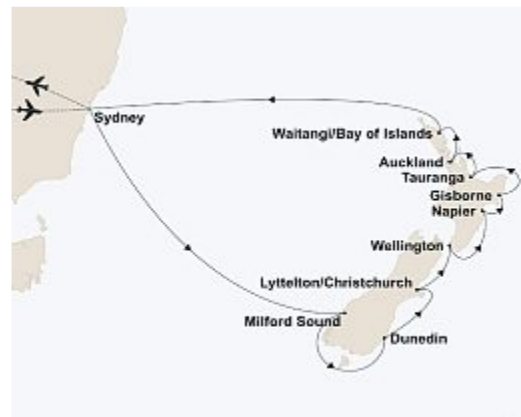 Sydney
Waitangi/Bay of Islands
Auckland
Tauranga
Gisborne
Napier
Wellington
Lyttelton/Christchurch
Milford Sound
Dunedin